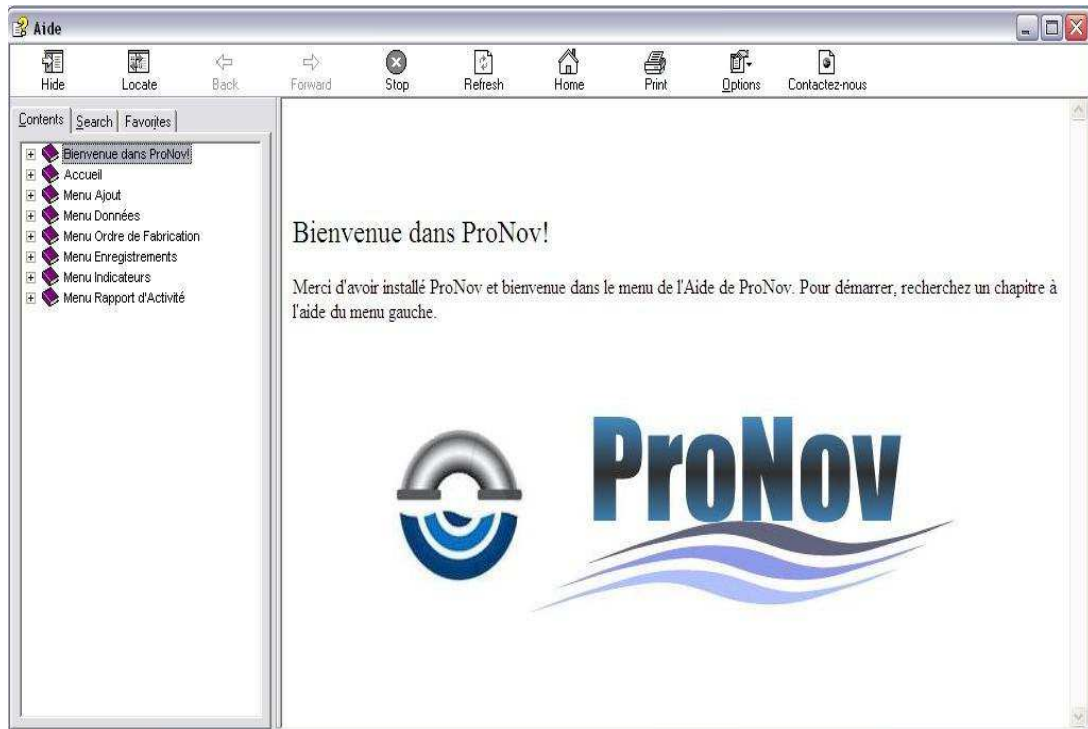 Aide
Hide Locate Back Forward Stop Refresh Home Print Options Contactez-nous
Contents Search Favorites
Bienvenue dans ProNov!
Accueil
Menu Ajout
Menu Données
Menu Ordre de Fabrication
Menu Enregistrements
Menu Indicateurs
Menu Rapport d'Activité
Bienvenue dans ProNov!
Merci d'avoir installé ProNov et bienvenue dans le menu de l'Aide de ProNov. Pour démarrer, recherchez un chapitre à
l'aide du menu gauche.
ProNov